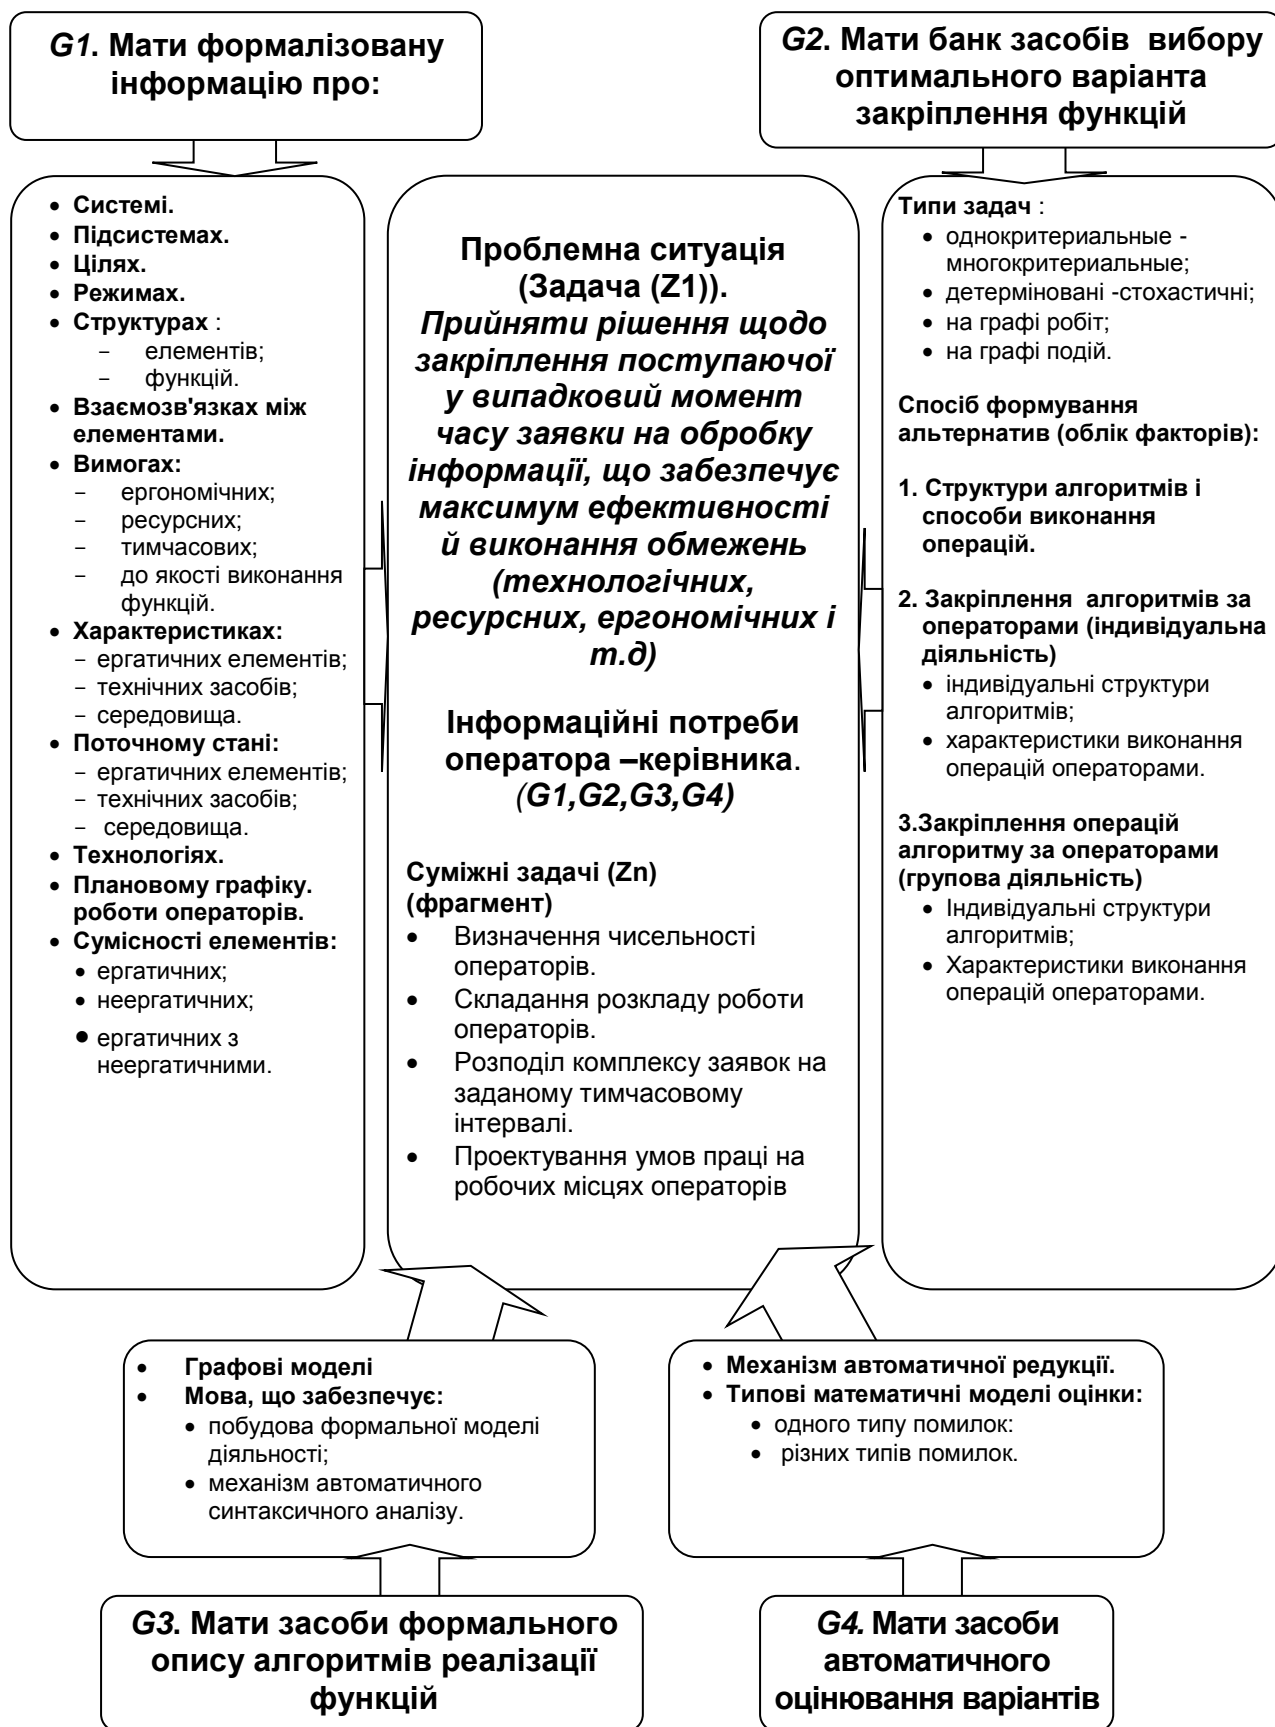 G1. Мати формалізовану
інформацію про:
G2. Мати банк засобів вибору
оптимального варіанта
закріплення функцій
• Системі.
• Підсистемах.
• Цілях.
• Режимах.
• Структурах :
– елементів;
– функцій.
• Взаємозв'язках між
елементами.
• Вимогах:
– ергономічних;
– ресурсних;
– тимчасових;
– до якості виконання
функцій.
• Характеристиках:
– ергатичних елементів;
– технічних засобів;
– середовища.
• Поточному стані:
– ергатичних елементів;
– технічних засобів;
– середовища.
• Технологіях.
• Плановому графіку.
роботи операторів.
• Сумісності елементів:
• ергатичних;
• неергатичних;
• ергатичних з
неергатичними.
Проблемна ситуація
(Задача (Z1)).
Прийняти рішення щодо
закріплення поступаючої
у випадковий момент
часу заявки на обробку
інформації, що забезпечує
максимум ефективності
й виконання обмежень
(технологічних,
ресурсних, ергономічних і
т.д)
Інформаційні потреби
оператора –керівника.
(G1,G2,G3,G4)
Суміжні задачі (Zn)
(фрагмент)
• Визначення чисельності
операторів.
• Складання розкладу роботи
операторів.
• Розподіл комплексу заявок на
заданому тимчасовому
інтервалі.
• Проектування умов праці на
робочих місцях операторів
Типи задач :
• однокритериальные -
многокритериальные;
• детерміновані -стохастичні;
• на графі робіт;
• на графі подій.
Спосіб формування
альтернатив (облік факторів):
1. Структури алгоритмів і
способи виконання
операцій.
2. Закріплення алгоритмів за
операторами (індивідуальна
діяльність)
• індивідуальні структури
алгоритмів;
• характеристики виконання
операцій операторами.
3.Закріплення операцій
алгоритму за операторами
(групова діяльність)
• Індивідуальні структури
алгоритмів;
• Характеристики виконання
операцій операторами.
• Графові моделі
• Мова, що забезпечує:
• побудова формальної моделі
діяльності;
• механізм автоматичного
синтаксичного аналізу.
• Механізм автоматичної редукції.
• Типові математичні моделі оцінки:
• одного типу помилок:
• різних типів помилок.
G3. Мати засоби формального
опису алгоритмів реалізації
функцій
G4. Мати засоби
автоматичного
оцінювання варіантів